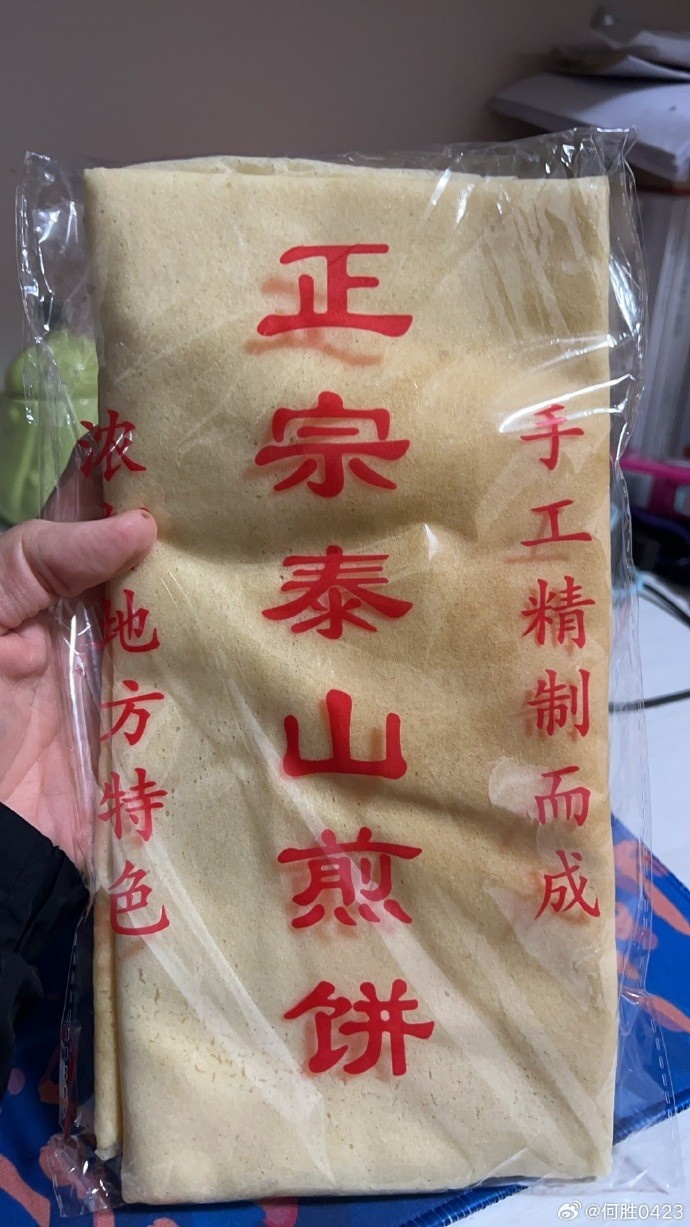 正宗泰山煎饼
手工精制而成
浓 地方特色
@何胜0423